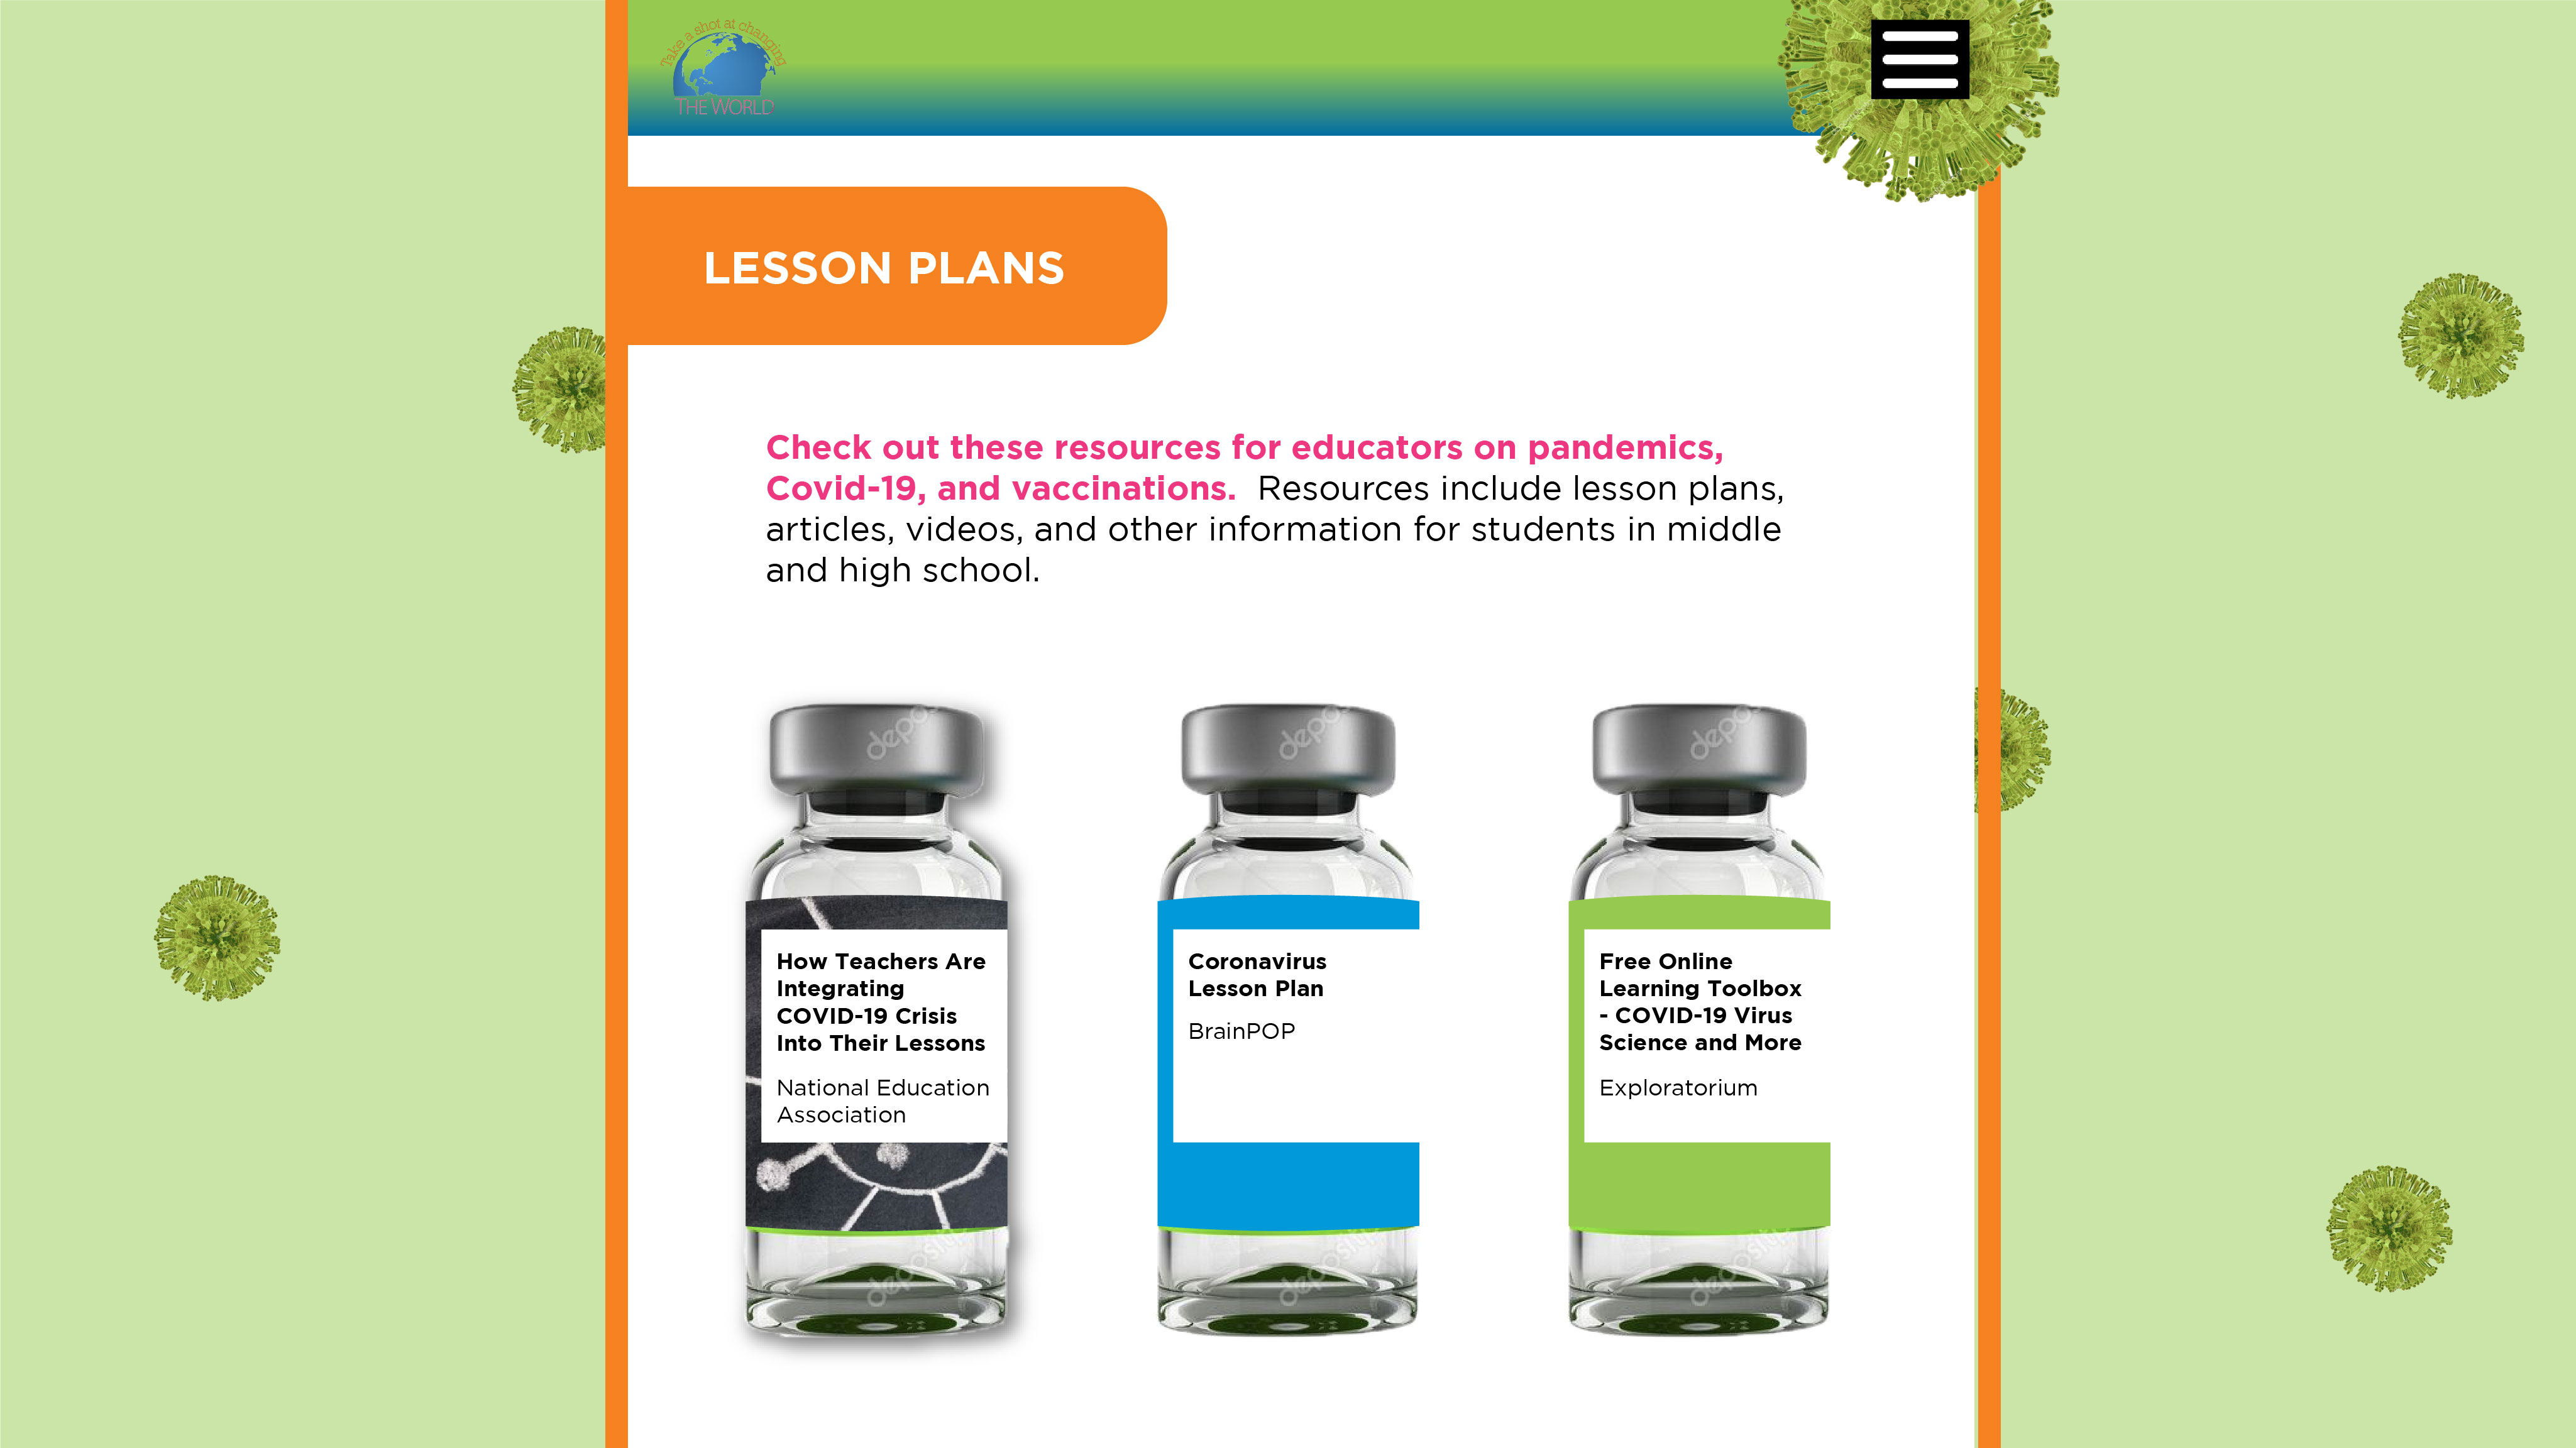 Take a shot at changing
THE WORLD
LESSON PLANS
Check out these resources for educators on pandemics,
Covid-19, and vaccinations. Resources include lesson plans,
articles, videos, and other information for students in middle
and high school.
How Teachers Are
Integrating
COVID-19 Crisis
Into Their Lessons
National Education
Association
Coronavirus
Lesson Plan
BrainPOP
Free Online
Learning Toolbox
- COVID-19 Virus
Science and More
Exploratorium